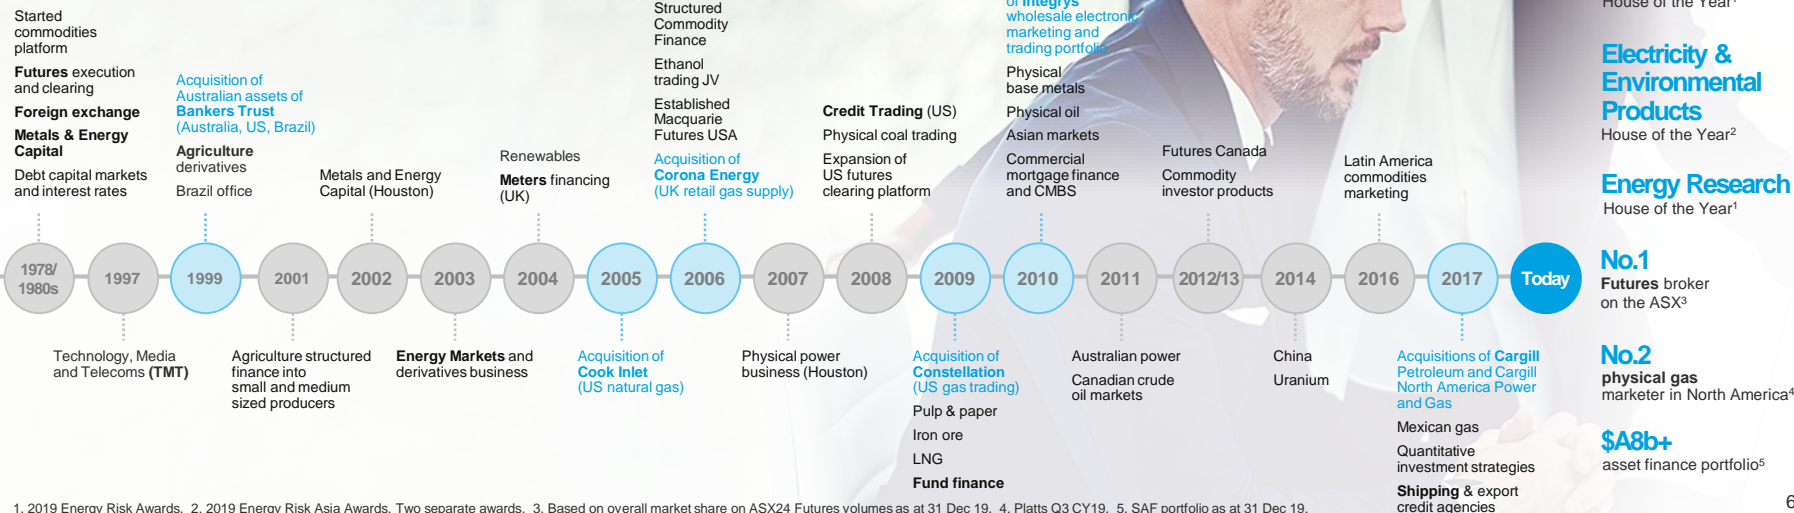 Started
commodities
platform
Futures execution
and clearing
Foreign exchange
Metals & Energy
Capital
Debt capital markets
and interest rates
Acquisition of
Australian assets of
Bankers Trust
(Australia, US, Brazil)
Agriculture
derivatives
Brazil office
Metals and Energy
Capital (Houston)
Renewables
Meters financing
(UK)
Structured
Commodity
Finance
Ethanol
trading JV
Established
Macquarie
Futures USA
Acquisition of
Corona Energy
(UK retail gas supply)
Credit Trading (US)
Physical coal trading
Expansion of
US futures
clearing platform
of Integrys
wholesale electronic
marketing and
trading portfolio
Physical
base metals
Physical oil
Asian markets
Commercial
mortgage finance
and CMBS
Futures Canada
Commodity
investor products
Latin America
commodities
marketing
1978/
1980s
1997
1999
2001
2002
2003
2004
2005
2006
2007
2008
2009
2010
2011
2012/13
2014
2016
2017
Today
Technology, Media
and Telecoms (TMT)
Agriculture structured
finance into
small and medium
sized producers
Energy Markets and
derivatives business
Acquisition of
Cook Inlet
(US natural gas)
Physical power
business (Houston)
Acquisition of
Constellation
(US gas trading)
Pulp & paper
Iron ore
LNG
Fund finance
Australian power
Canadian crude
oil markets
China
Uranium
Acquisitions of Cargill
Petroleum and Cargill
North America Power
and Gas
Mexican gas
Quantitative
investment strategies
Shipping & export
credit agencies
House of the Year¹
Electricity &
Environmental
Products
House of the Year²
Energy Research
House of the Year¹
No.1
Futures broker
on the ASX³
No.2
physical gas
marketer in North America⁴
$A8b+
asset finance portfolio⁵
1. 2019 Energy Risk Awards. 2. 2019 Energy Risk Asia Awards. Two separate awards. 3. Based on overall market share on ASX24 Futures volumes as at 31 Dec 19. 4. Platts Q3 CY19. 5. SAF portfolio as at 31 Dec 19.
6